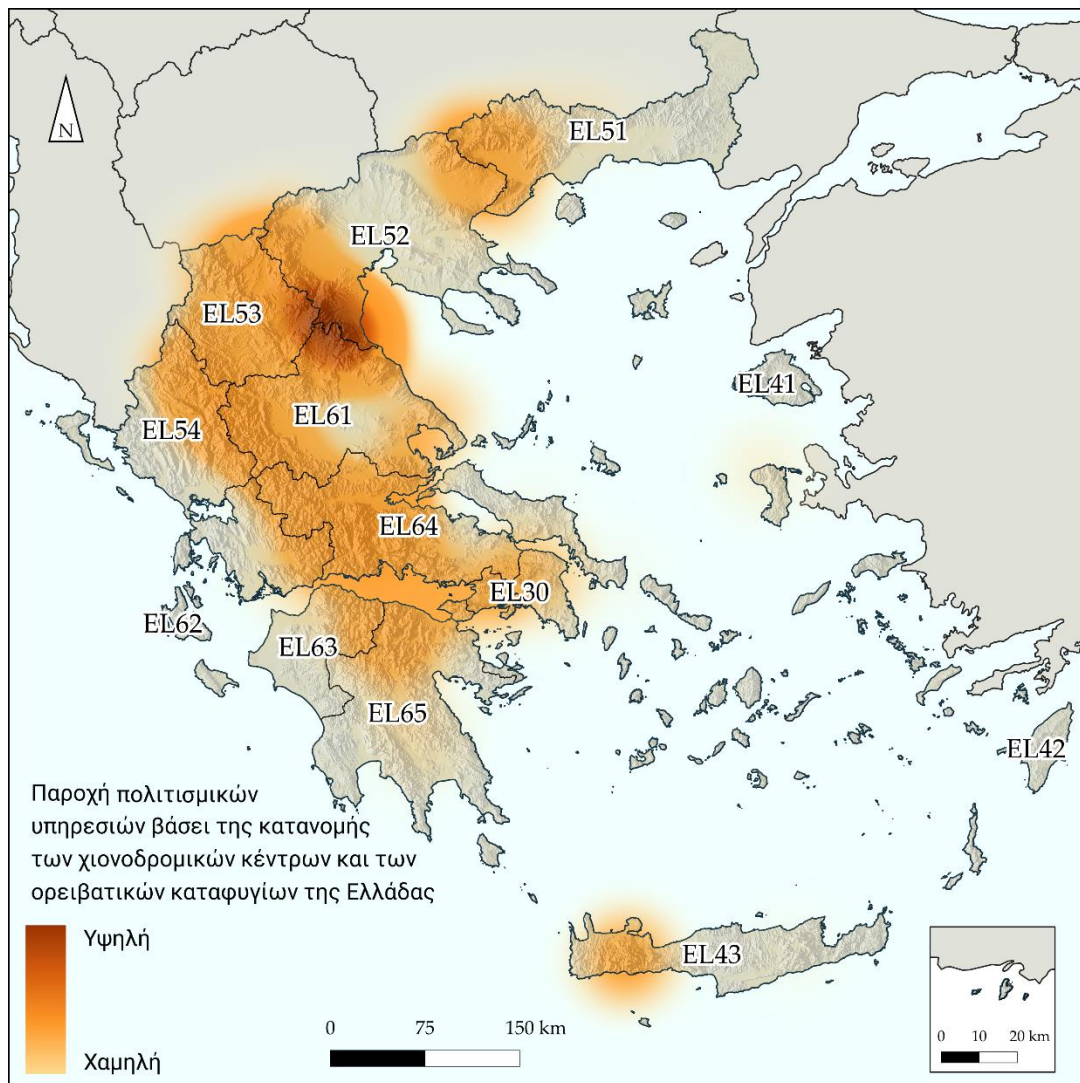 N
EL51
EL52
EL53
EL41
EL61
EL54
EL64
EL30
EL62
EL63
EL65
EL42
EL43
Παροχή πολιτισμικών
υπηρεσιών βάσει της κατανομής
των χιονοδρομικών κέντρων και των
ορειβατικών καταφυγίων της Ελλάδας
Υψηλή
Χαμηλή
0 75 150 km
0 10 20 km